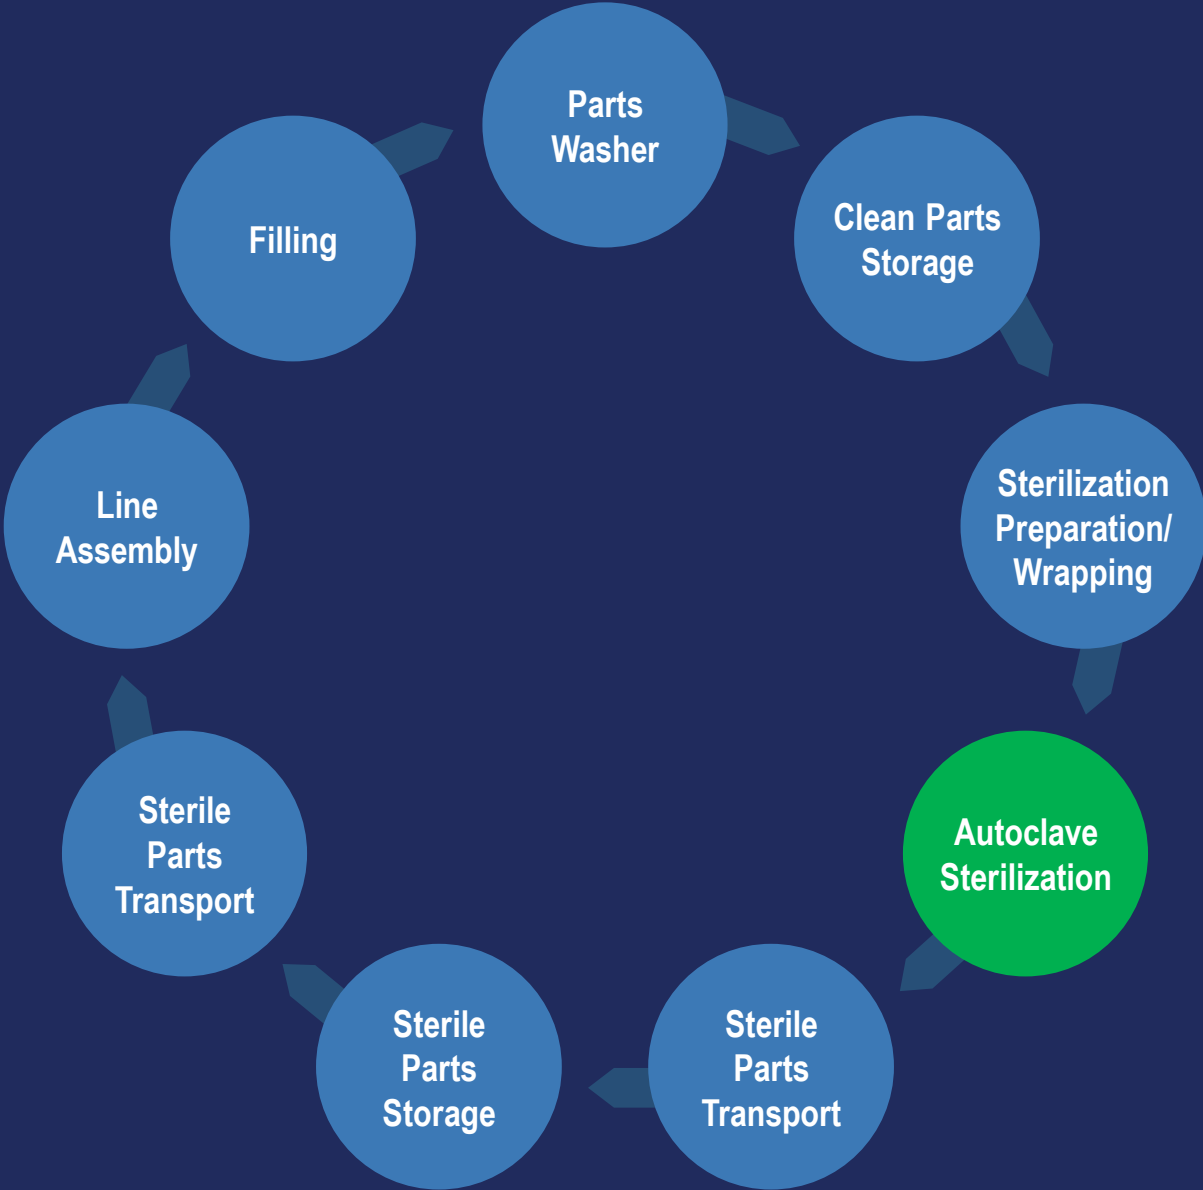 Parts
Washer
Clean Parts
Storage
Sterilization
Preparation/
Wrapping
Autoclave
Sterilization
Sterile
Parts
Transport
Sterile
Parts
Storage
Sterile
Parts
Transport
Line
Assembly
Filling